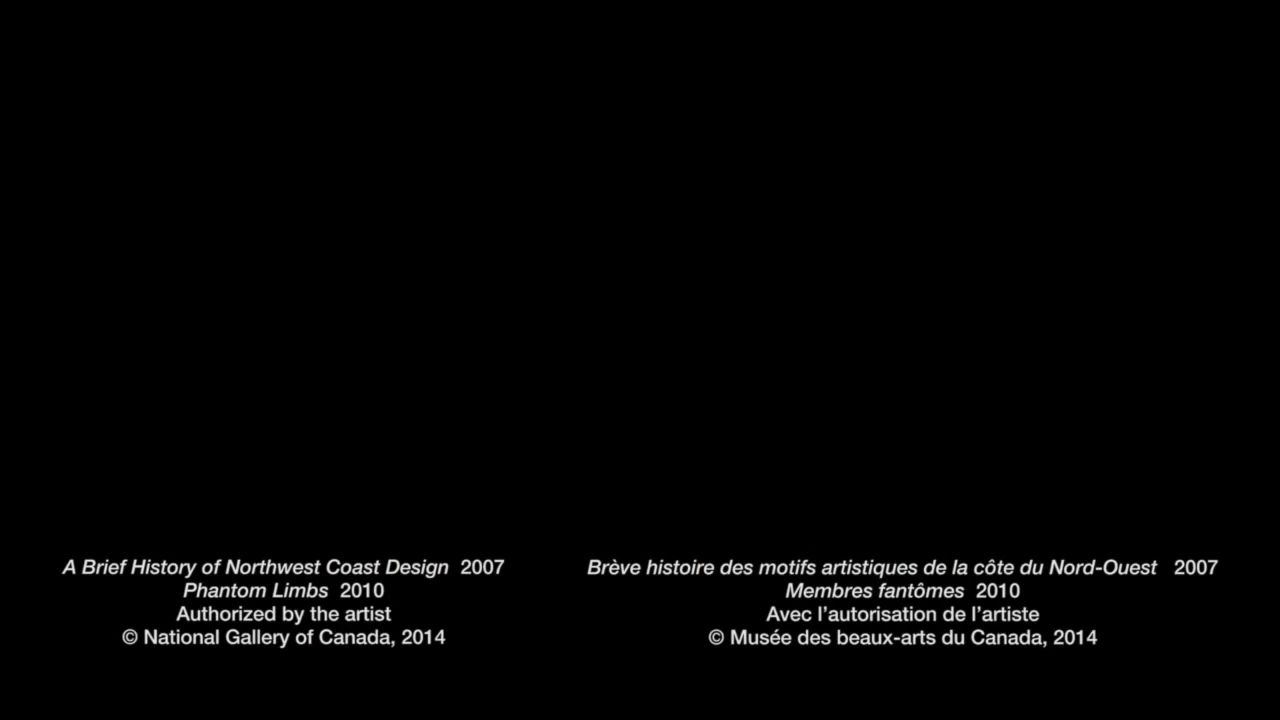 A Brief History of Northwest Coast Design 2007
Phantom Limbs 2010
Authorized by the artist
© National Gallery of Canada, 2014
Brève histoire des motifs artistiques de la côte du Nord-Ouest 2007
Membres fantômes 2010
Avec l’autorisation de l’artiste
© Musée des beaux-arts du Canada, 2014